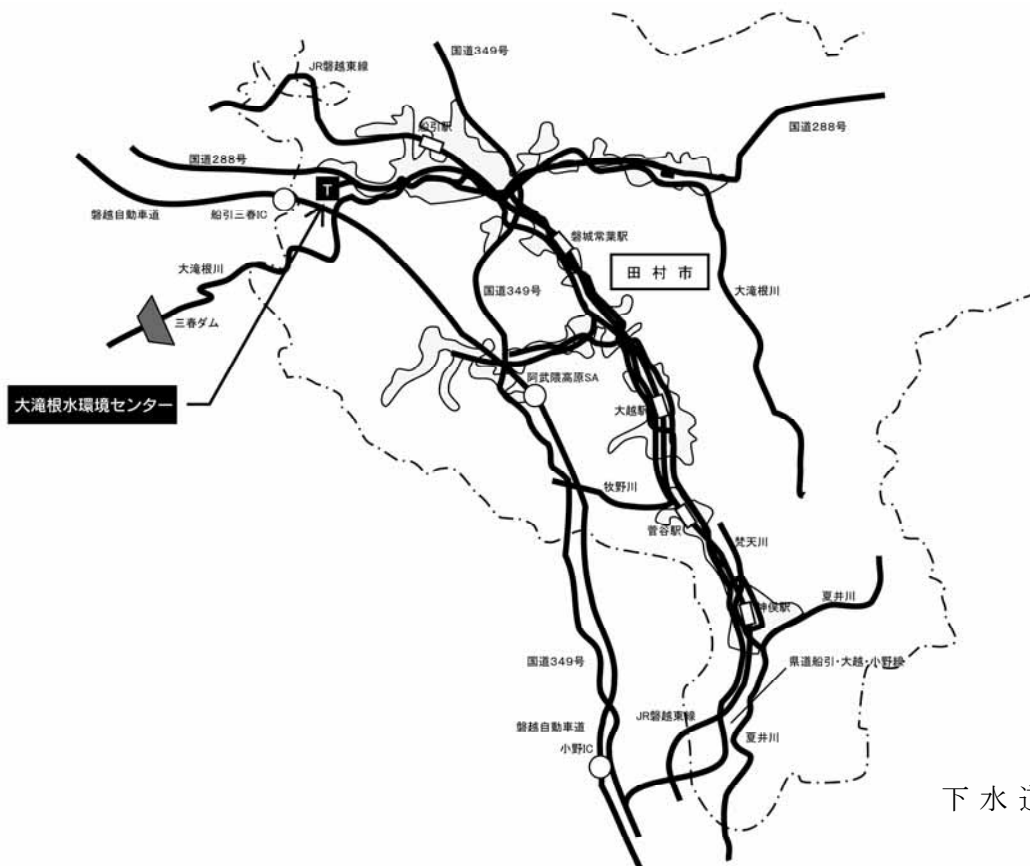 国道349号
JR磐越東線
船引駅
国道288号
国道288号
T
磐越自動車道
船引三春IC
磐城常葉駅
田村市
大滝根川
国道349号
大滝根川
三春ダム
阿武隈高原SA
大滝根水環境センター
大越駅
牧野川
菅谷駅
梵天川
神俣駅
夏井川
国道349号
県道船引・大越・小野線
JR磐越東線
磐越自動車道
夏井川
小野IC
下水道